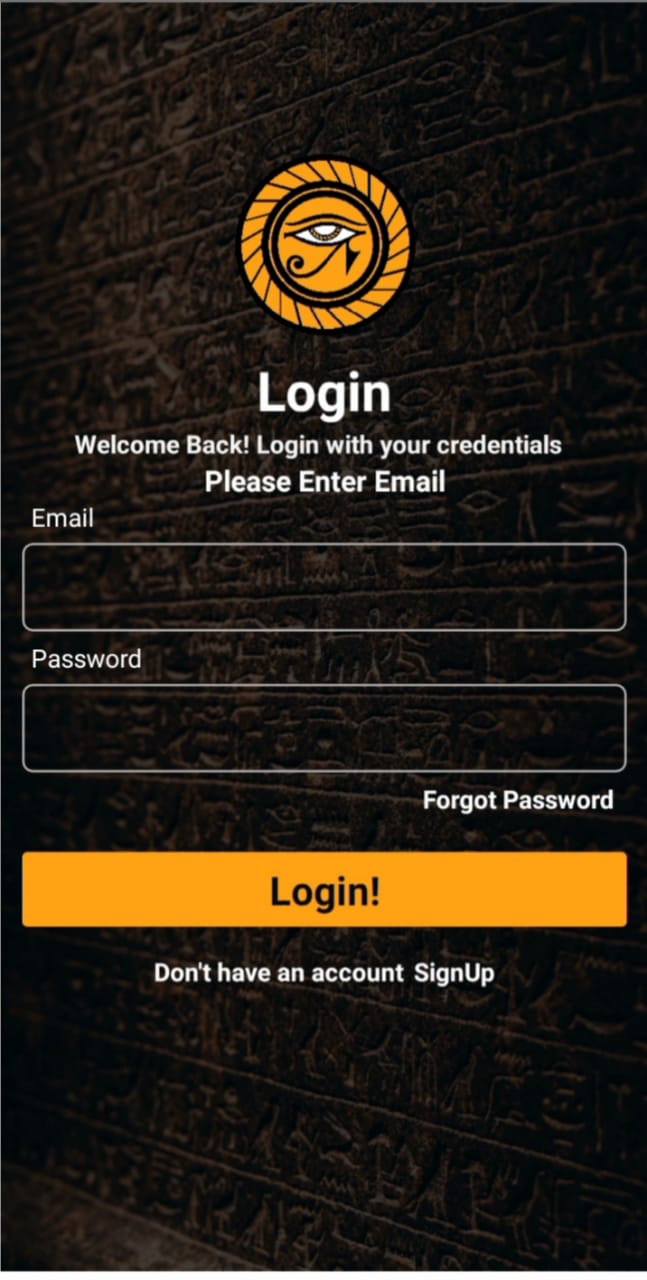 Login
Welcome Back! Login with your credentials
Please Enter Email
Email
Password
Forgot Password
Login!
Don't have an account SignUp